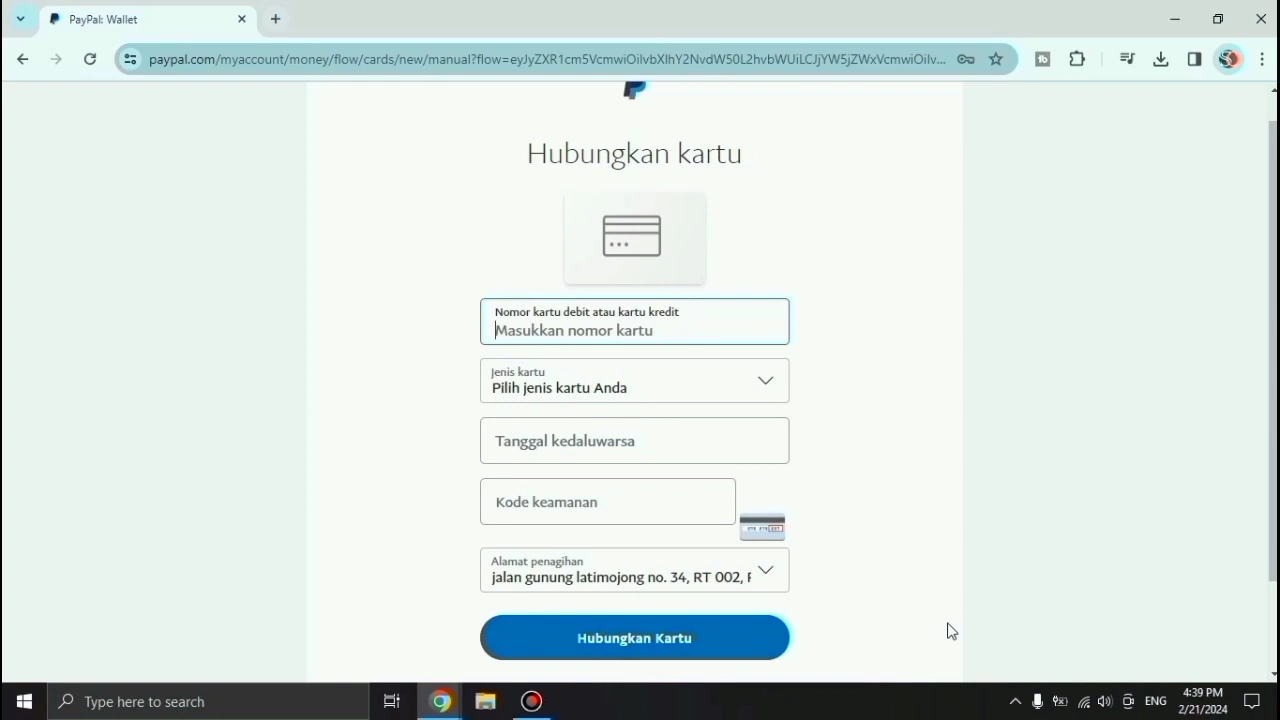 PayPal: Wallet
paypal.com/myaccount/money/flow/cards/new/manual?flow=eyJyZXR1cm5VcmwiOiIvbXlhY2NvdW50L2hvbWUiLCJjYW5jZWxVcmwiOiIv...
Hubungkan kartu
Nomor kartu debit atau kartu kredit
Masukkan nomor kartu
Jenis kartu
Pilih jenis kartu Anda
Tanggal kedaluwarsa
Kode keamanan
Alamat penagihan
jalan gunung latimojong no. 34, RT 002,
Hubungkan Kartu
Type here to search
ENG
4:39 PM
2/21/2024